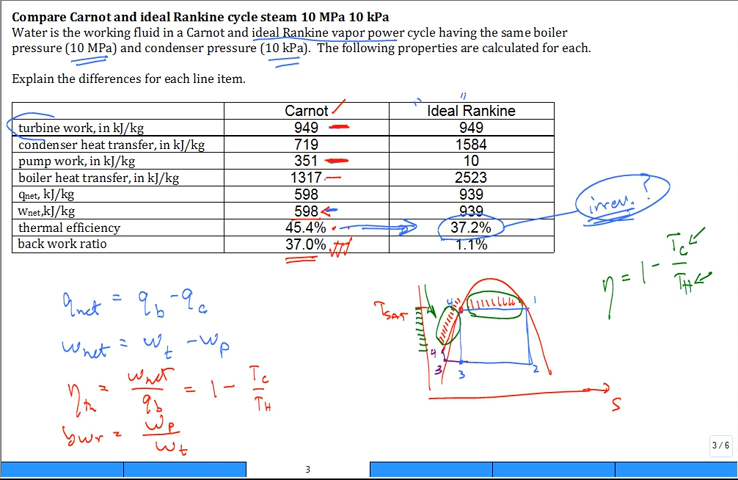 Compare Carnot and ideal Rankine cycle steam 10 MPa 10 kPa
Water is the working fluid in a Carnot and ideal Rankine vapor power cycle having the same boiler
pressure (10 MPa) and condenser pressure (10 kPa). The following properties are calculated for each.
Explain the differences for each line item.
Carnot Ideal Rankine
turbine work, in kJ/kg 949 949
condenser heat transfer, in kJ/kg 719 1584
pump work, in kJ/kg 351 10
boiler heat transfer, in kJ/kg 1317 2523
qnet, kJ/kg 598 939
wnet,kJ/kg 598 939
thermal efficiency 45.4% 37.2%
back work ratio 37.0% 1.1%
irrev. ?
η = 1 - Tc/TH
qnet = qb - qc
wnet = wt - wp
ηth = wnet/qb = 1 - Tc/TH
bwr = wp/wt
TSAT
4 1
4
3 3 2
S
3/6
3